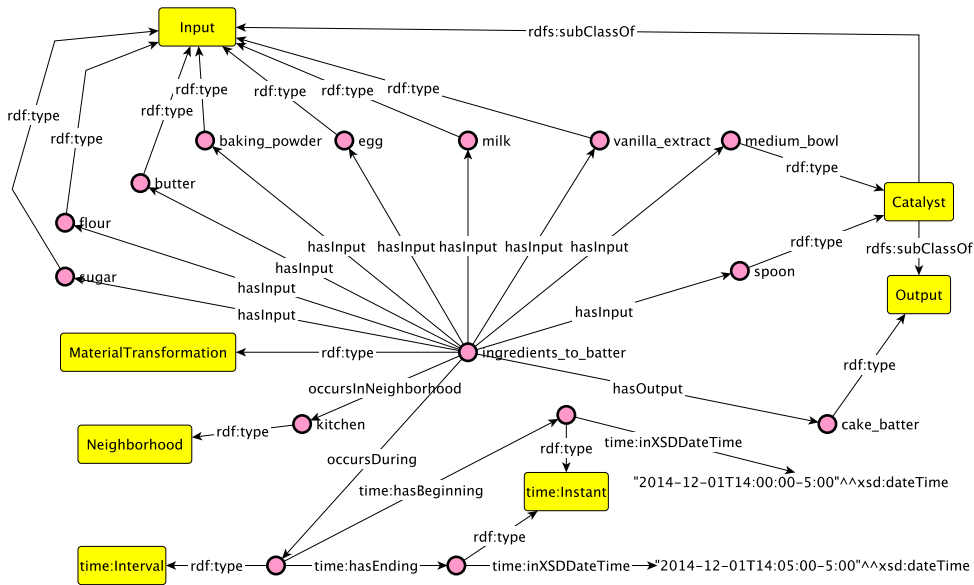 Input
rdfs:subClassOf
rdf:type
rdf:type
rdf:type
rdf:type
rdf:type
rdf:type
rdf:type
baking_powder
egg
milk
vanilla_extract
medium_bowl
rdf:type
butter
Catalyst
flour
rdf:type
hasInput
hasInput
hasInput
hasInput
hasInput
rdfs:subClassOf
hasInput
sugar
spoon
hasInput
Output
hasInput
hasInput
MaterialTransformation
rdf:type
ingredients_to_batter
rdf:type
occursInNeighborhood
hasOutput
kitchen
cake_batter
rdf:type
Neighborhood
time:inXSDDateTime
rdf:type
occursDuring
"2014-12-01T14:00:00-5:00"^^xsd:dateTime
time:hasBeginning
time:Instant
rdf:type
time:Interval
rdf:type
time:hasEnding
time:inXSDDateTime
"2014-12-01T14:05:00-5:00"^^xsd:dateTime